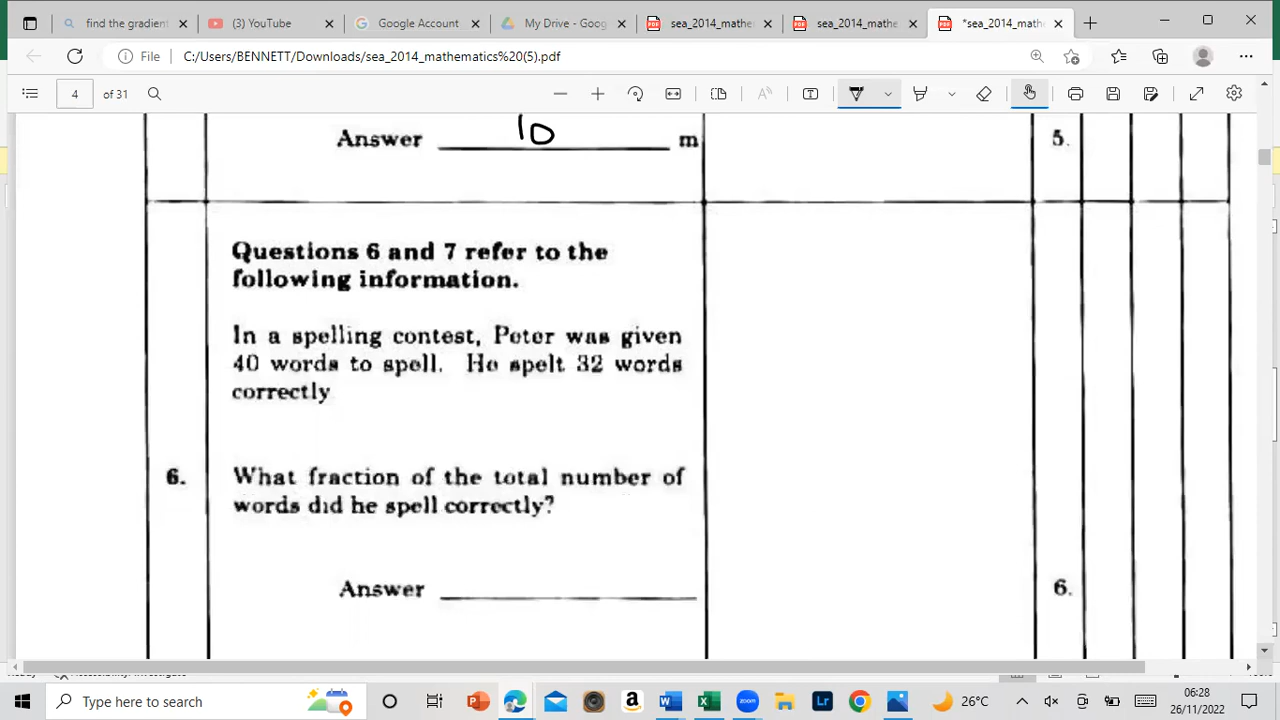 find the gradient
(3) YouTube
Google Account
My Drive - Goog
sea_2014_mathe
sea_2014_mathe
*sea_2014_math
File
C:/Users/BENNETT/Downloads/sea_2014_mathematics%20(5).pdf
4 of 31
Answer 10 m
5.
Questions 6 and 7 refer to the
following information.
In a spelling contest, Peter was given
40 words to spell. He spelt 32 words
correctly
6. What fraction of the total number of
words did he spell correctly?
Answer
6.
Type here to search
26°C
06:28
26/11/2022